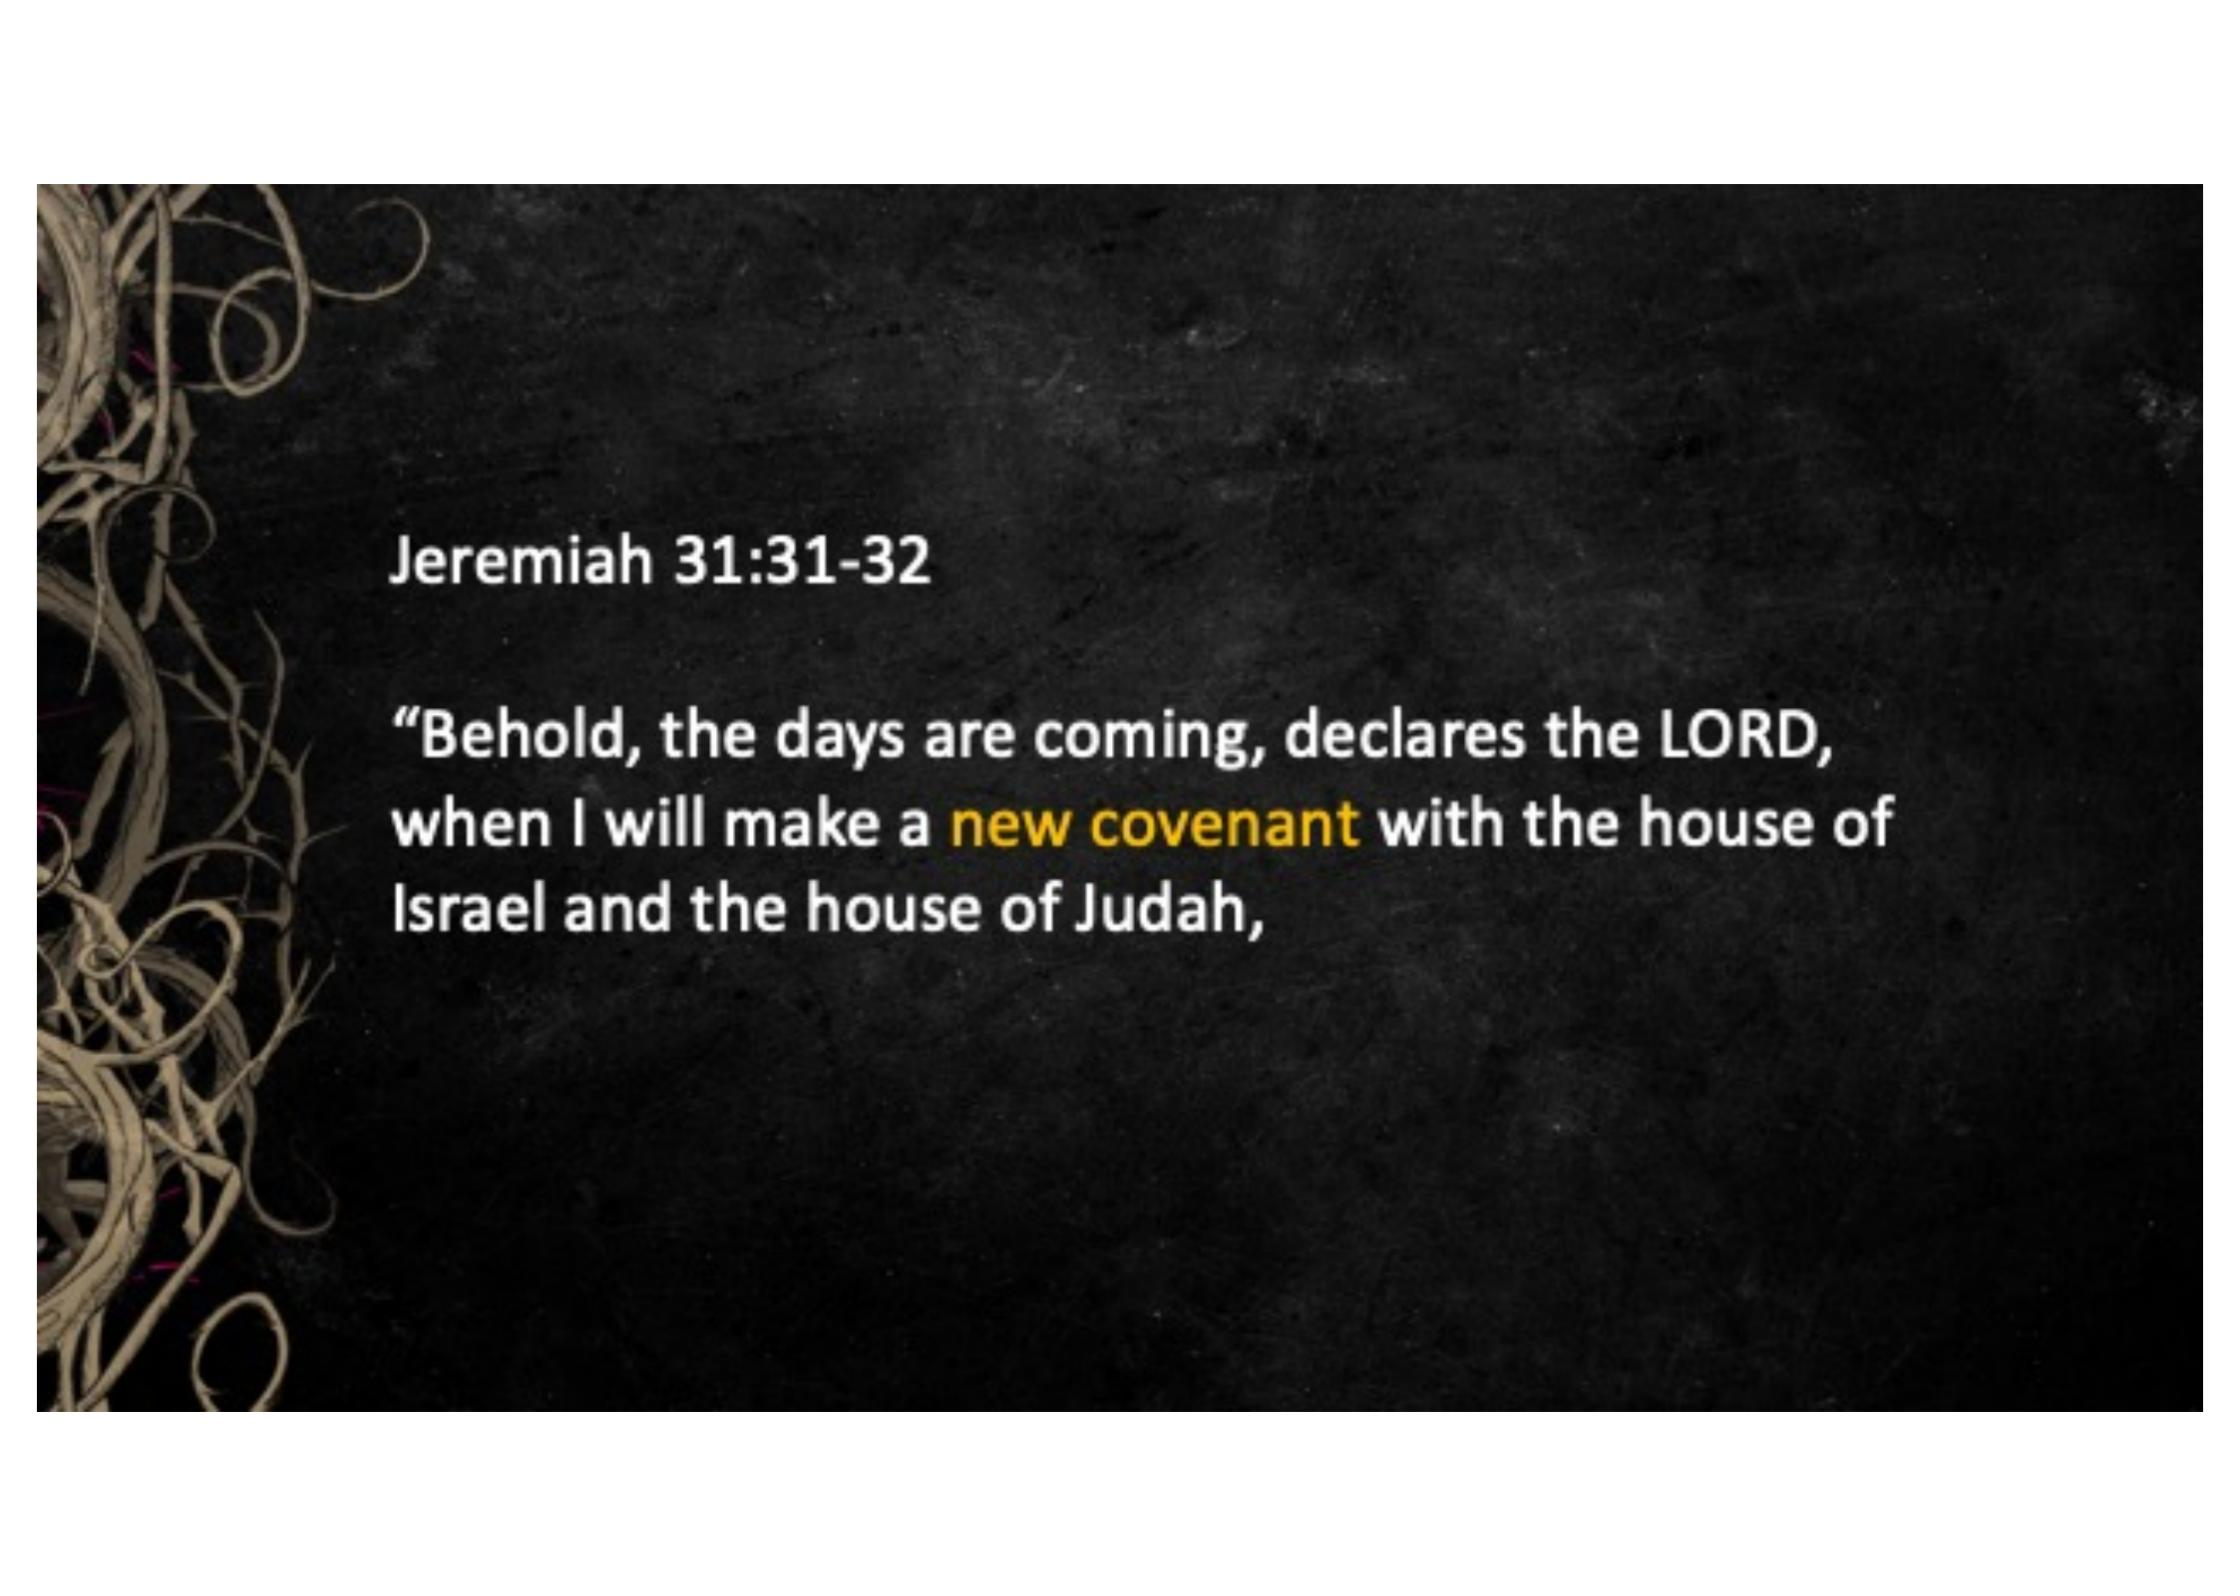 Jeremiah 31:31-32
“Behold, the days are coming, declares the LORD,
when I will make a new covenant with the house of
Israel and the house of Judah,